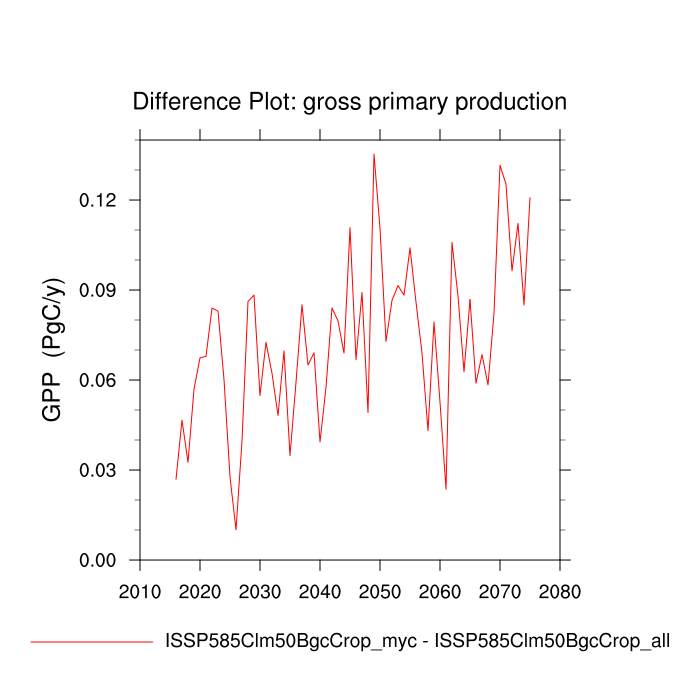 Difference Plot: gross primary production
GPP (PgC/y)
0.12
0.09
0.06
0.03
0.00
2010 2020 2030 2040 2050 2060 2070 2080
ISSP585Clm50BgcCrop_myc - ISSP585Clm50BgcCrop_all